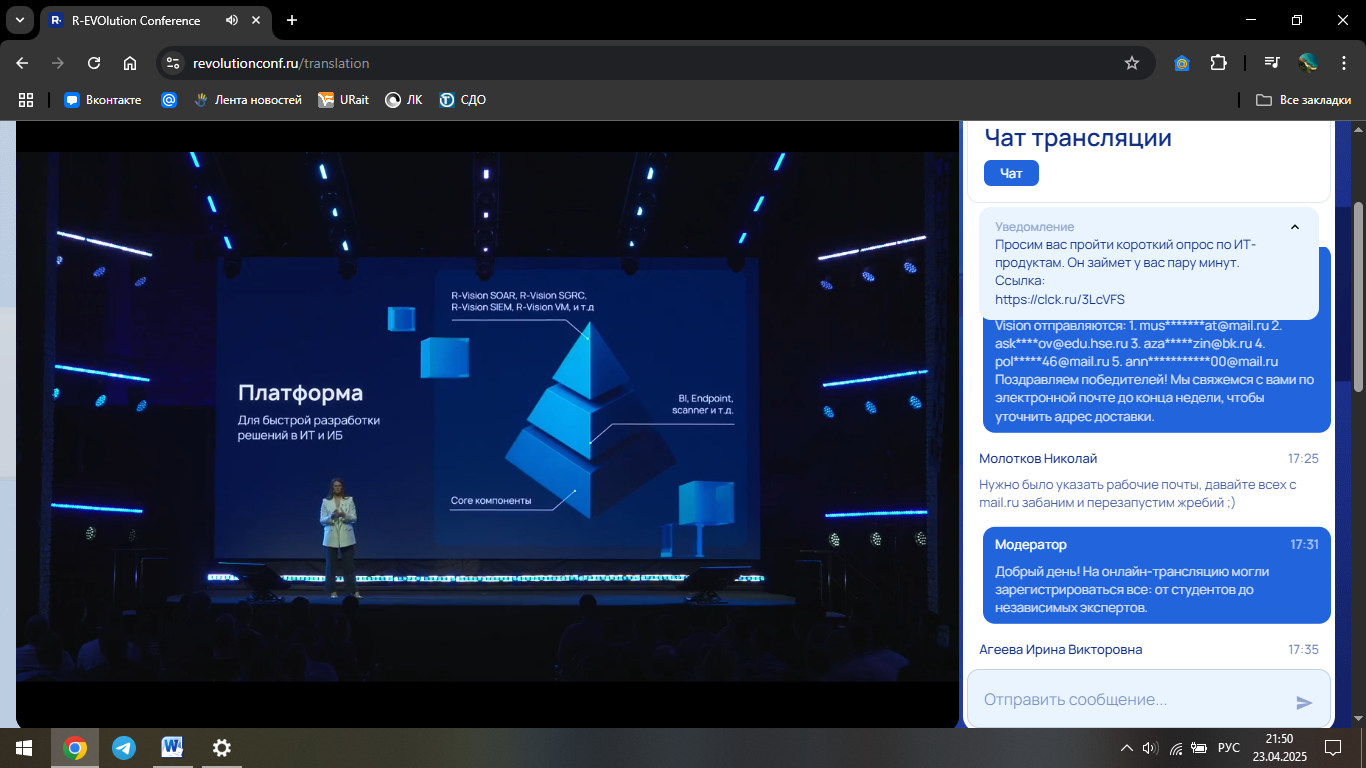 R-EVOlution Conference
revolutionconf.ru/translation
Вконтакте
Лента новостей
URait
ЛК
СДО
Все закладки
R-Vision SOAR, R-Vision SGRC,
R-Vision SIEM, R-Vision VM, и т.д
Платформа
Для быстрой разработки
решений в ИТ и ИБ
BI, Endpoint,
scanner и т.д.
Core компоненты
Чат трансляции
Чат
Уведомление
Просим вас пройти короткий опрос по ИТ-
продуктам. Он займет у вас пару минут.
Ссылка:
https://clck.ru/3LcVFS
Vision отправляются: 1. mus*******at@mail.ru 2.
ask****ov@edu.hse.ru 3. aza*****zin@bk.ru 4.
pol*****46@mail.ru 5. ann***********00@mail.ru
Поздравляем победителей! Мы свяжемся с вами по
электронной почте до конца недели, чтобы
уточнить адрес доставки.
Молотков Николай 17:25
Нужно было указать рабочие почты, давайте всех с
mail.ru забаним и перезапустим жребий ;)
Модератор 17:31
Добрый день! На онлайн-трансляцию могли
зарегистрироваться все: от студентов до
независимых экспертов.
Агеева Ирина Викторовна 17:35
Отправить сообщение...
РУС
21:50
23.04.2025